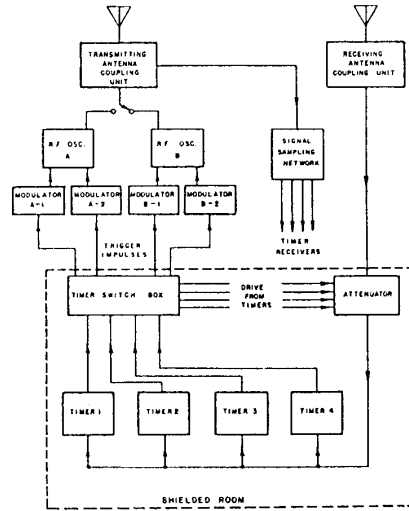 TRANSMITTING
ANTENNA
COUPLING
UNIT
RECEIVING
ANTENNA
COUPLING UNIT
R.F. OSC.
A
R.F. OSC.
B
SIGNAL
SAMPLING
NETWORK
MODULATOR
A-1
MODULATOR
A-2
MODULATOR
B-1
MODULATOR
B-2
TRIGGER
IMPULSES
TIMER
RECEIVERS
TIMER SWITCH BOX
DRIVE
FROM
TIMERS
ATTENUATOR
TIMER 1
TIMER 2
TIMER 3
TIMER 4
SHIELDED ROOM